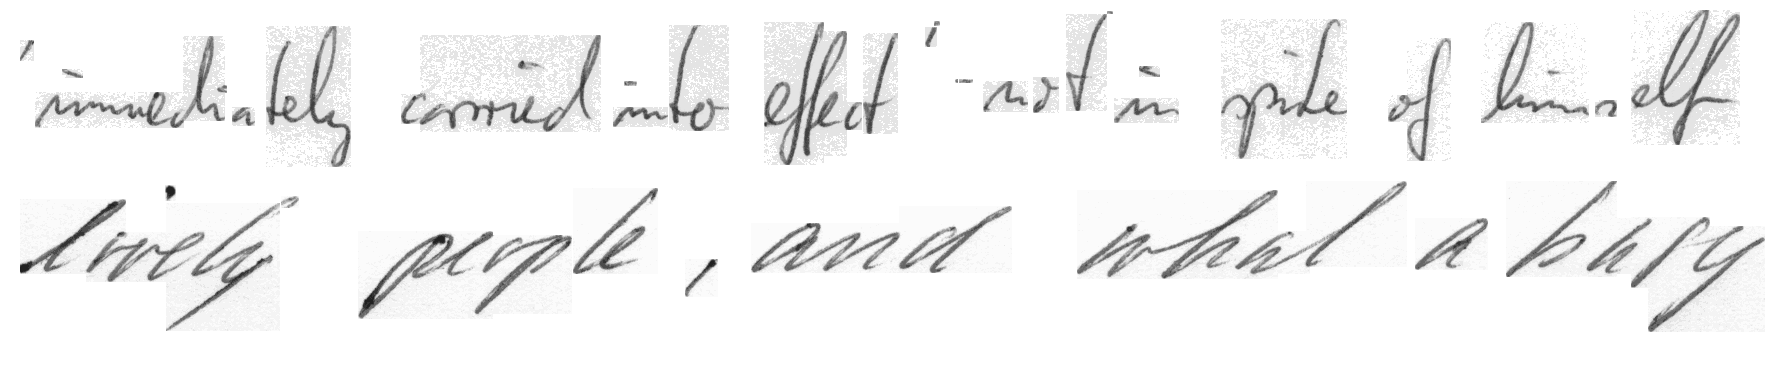 'immediately carried into effect' - not in spite of himself
lively people, and what a busy